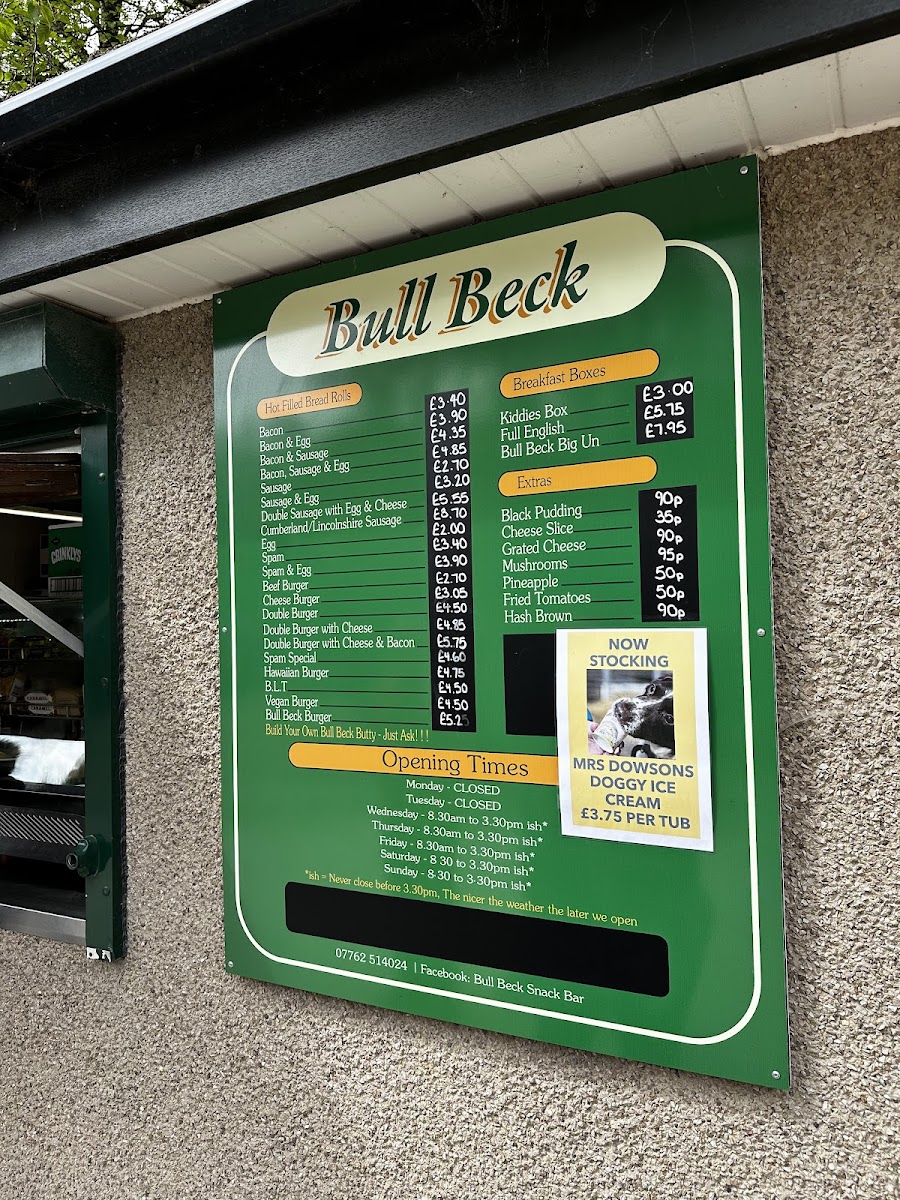 Bull Beck
Hot Filled Bread Rolls
Bacon £3.40
Bacon & Egg £3.90
Bacon & Sausage £4.35
Bacon, Sausage & Egg £4.85
Sausage £2.70
Sausage & Egg £3.20
Double Sausage with Egg & Cheese £5.55
Cumberland/Lincolnshire Sausage £3.70
Egg £2.00
Spam £3.40
Spam & Egg £3.90
Beef Burger £2.70
Cheese Burger £3.05
Double Burger £4.50
Double Burger with Cheese £4.85
Double Burger with Cheese & Bacon £5.75
Spam Special £4.60
Hawaiian Burger £4.75
B.L.T £4.50
Vegan Burger £4.50
Bull Beck Burger £5.25
Build Your Own Bull Beck Butty - Just Ask! ! !
Breakfast Boxes
Kiddies Box £3.00
Full English £5.75
Bull Beck Big Un £7.95
Extras
Black Pudding 90p
Cheese Slice 35p
Grated Cheese 90p
Mushrooms 95p
Pineapple 50p
Fried Tomatoes 50p
Hash Brown 90p
NOW
STOCKING
MRS DOWSONS
DOGGY ICE
CREAM
£3.75 PER TUB
Opening Times
Monday - CLOSED
Tuesday - CLOSED
Wednesday - 8.30am to 3.30pm ish*
Thursday - 8.30am to 3.30pm ish*
Friday - 8.30am to 3.30pm ish*
Saturday - 8 30 to 3.30pm ish*
Sunday - 8-30 to 3-30pm ish*
*ish = Never close before 3.30pm, The nicer the weather the later we open
07762 514024 | Facebook: Bull Beck Snack Bar
CRINKLYS